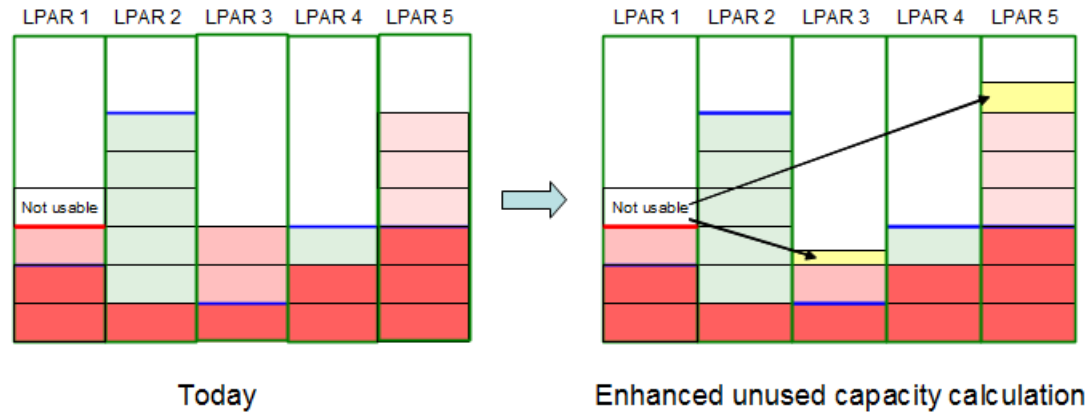 LPAR 1 LPAR 2 LPAR 3 LPAR 4 LPAR 5 LPAR 1 LPAR 2 LPAR 3 LPAR 4 LPAR 5
Not usable Not usable
Today Enhanced unused capacity calculation